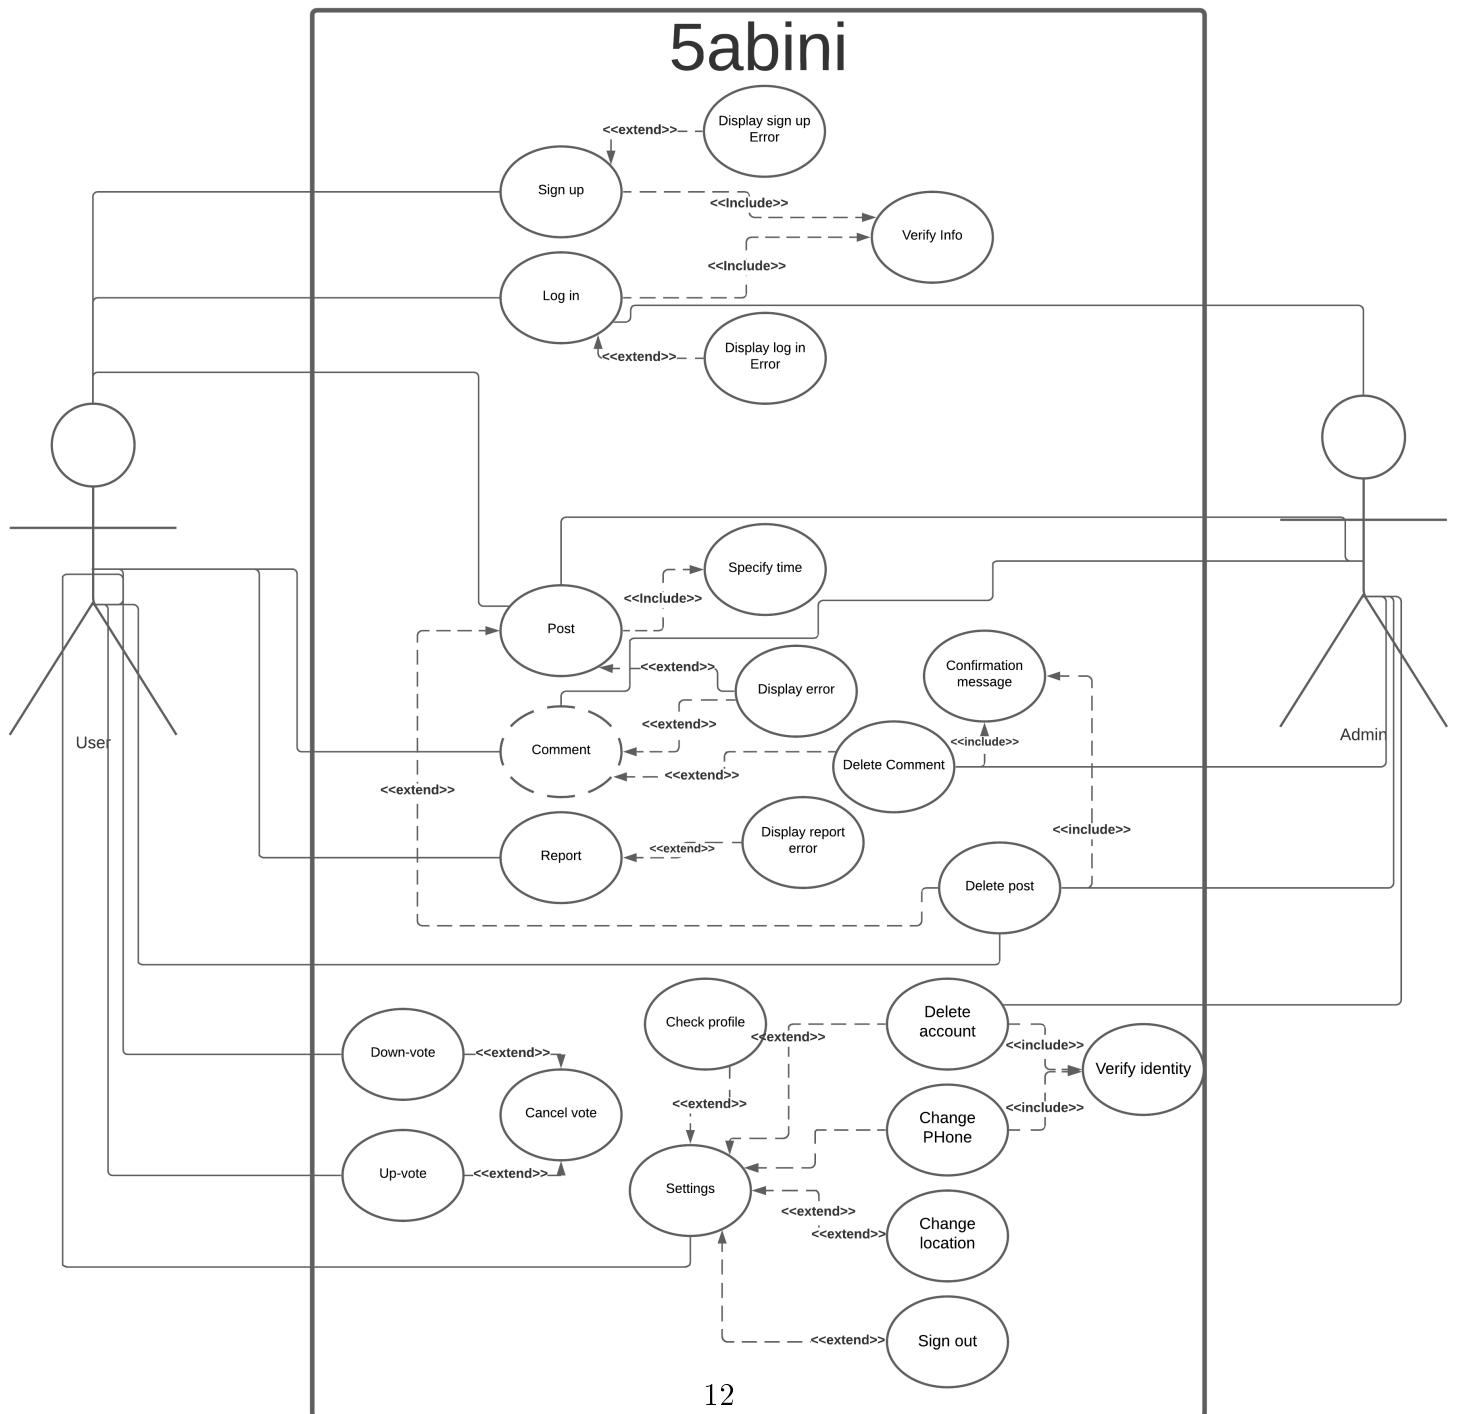 5abini
Display sign up
Error
<<extend>>
Sign up
<<Include>>
Verify Info
<<Include>>
Log in
Display log in
Error
<<extend>>
Specify time
<<Include>>
Post
<<extend>>
Confirmation
message
Display error
<<extend>>
User
Admin
<<include>>
Comment
Delete Comment
<<extend>>
<<extend>>
<<include>>
Display report
error
<<extend>>
Report
Delete post
Check profile
Delete
account
<<extend>>
<<include>>
Down-vote
<<extend>>
Verify identity
<<extend>>
<<include>>
Cancel vote
Change
PHone
Up-vote
<<extend>>
Settings
<<extend>>
Change
location
<<extend>>
<<extend>>
Sign out
12